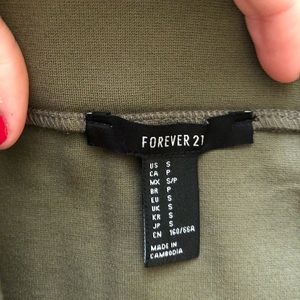 FOREVER 21
US S
CA P
MX S/P
BR P
EU S
UK S
KR S
JP S
CN 160/66A
MADE IN
CAMBODIA